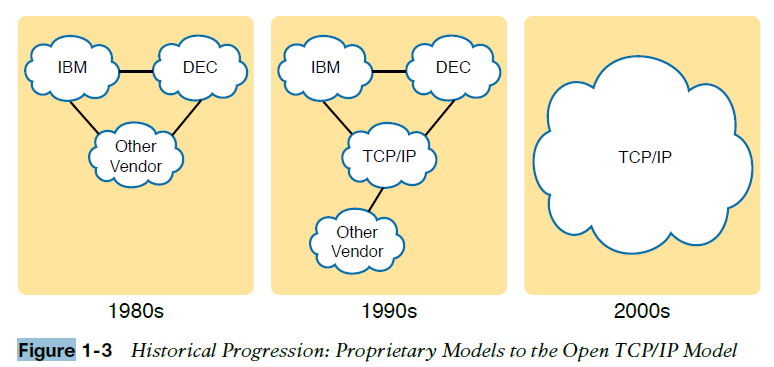 IBM
DEC
Other
Vendor
1980s
IBM
DEC
TCP/IP
Other
Vendor
1990s
TCP/IP
2000s
Figure 1-3 Historical Progression: Proprietary Models to the Open TCP/IP Model